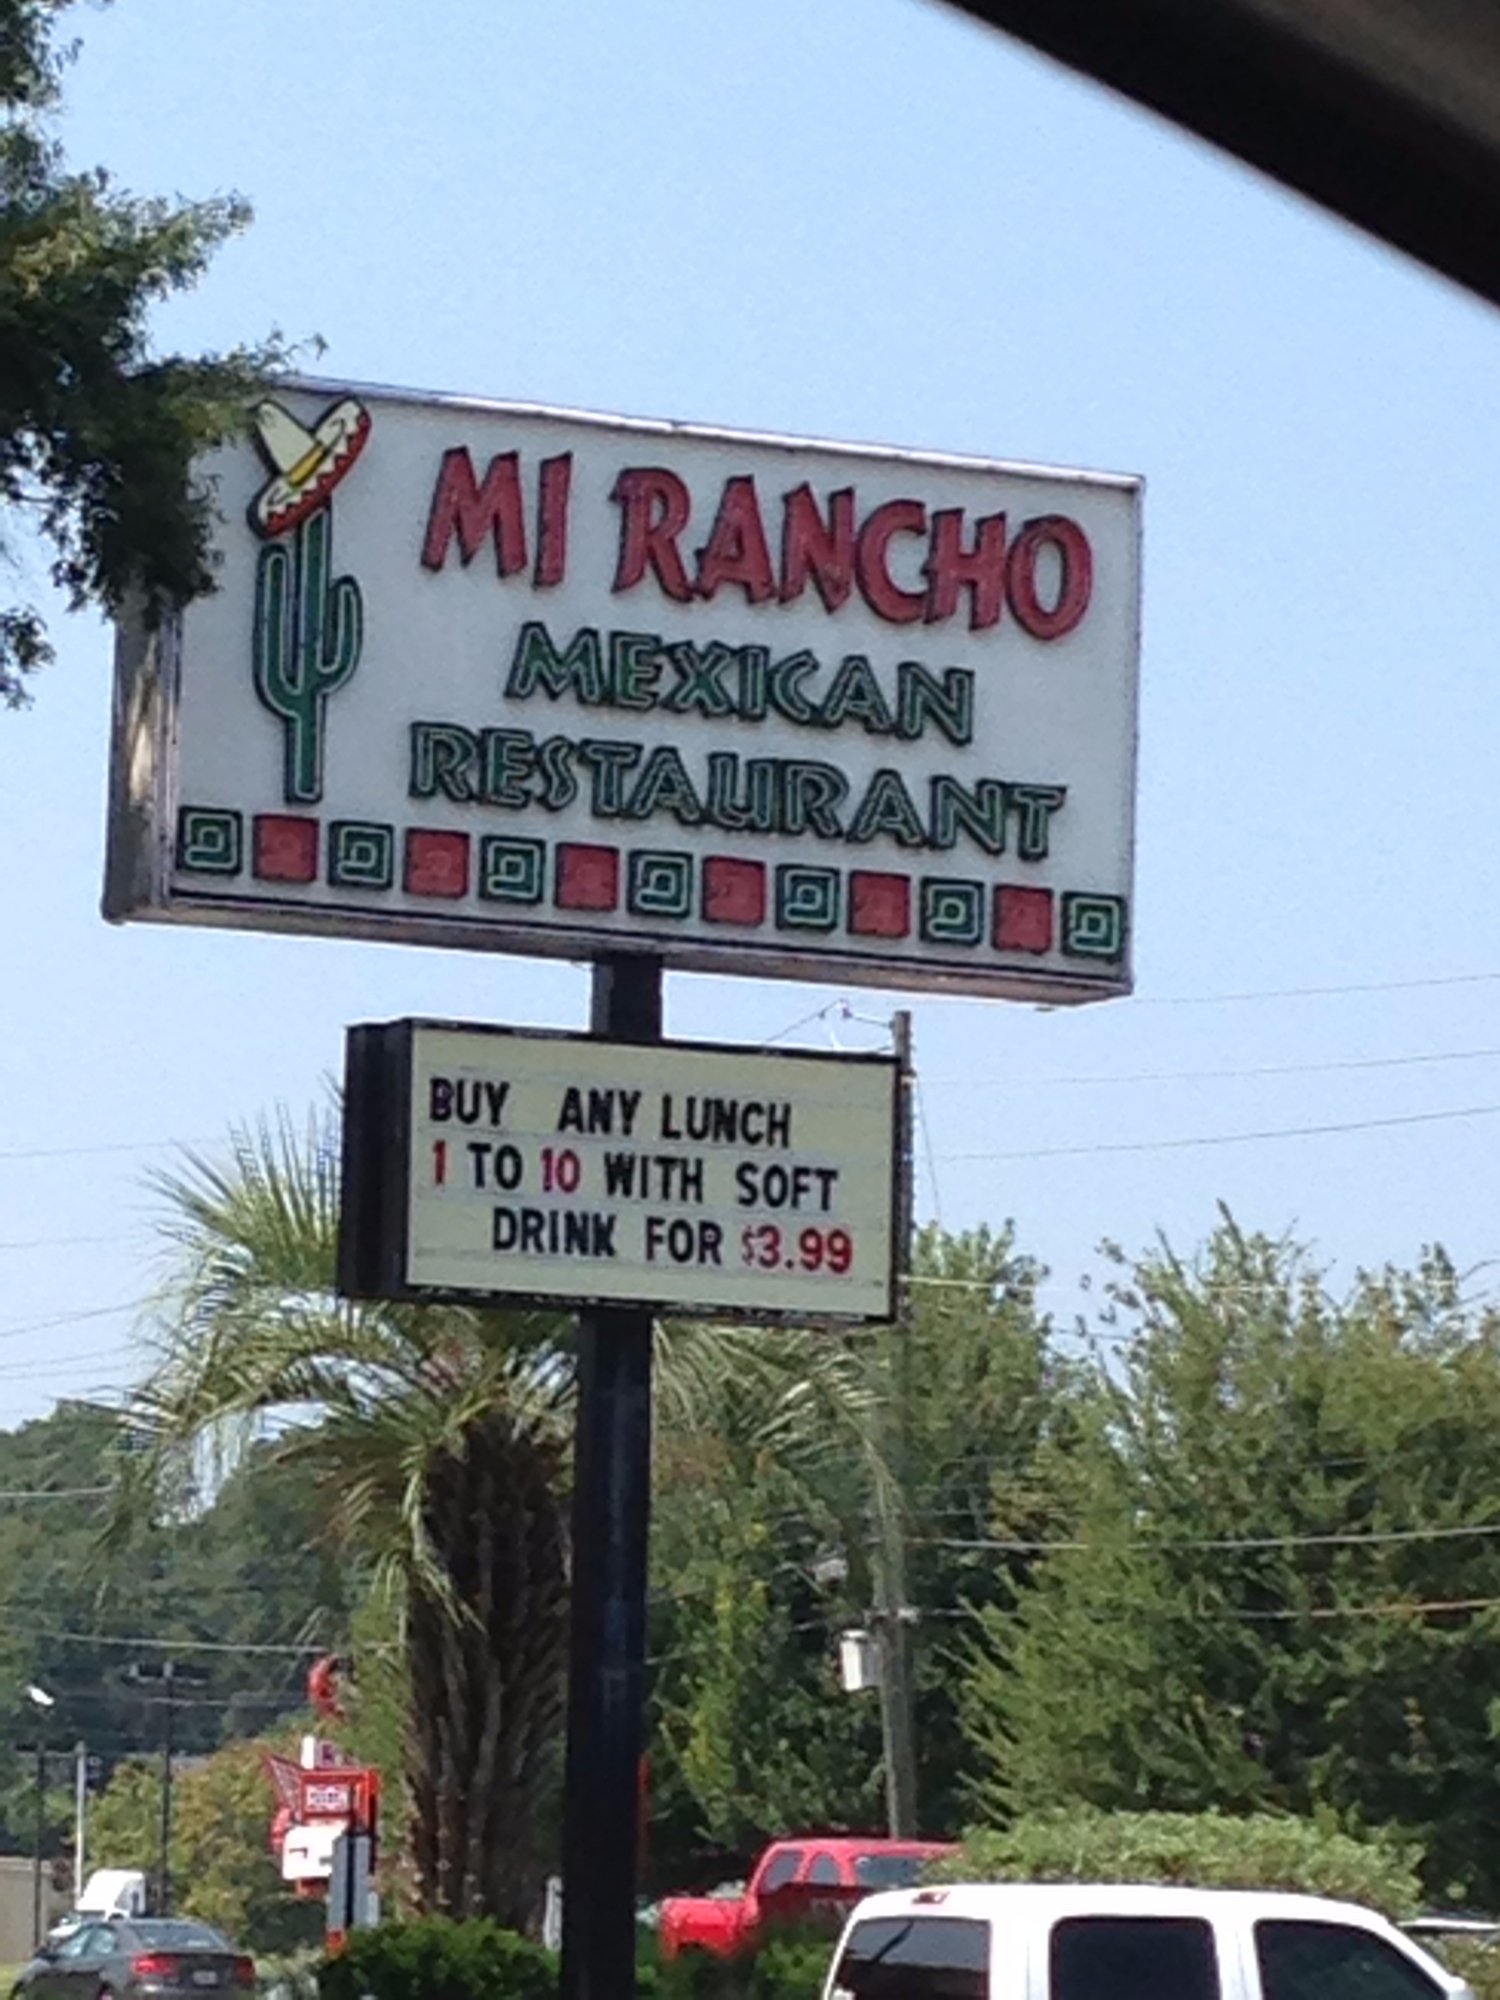 MI RANCHO
MEXICAN
RESTAURANT
BUY ANY LUNCH
1 TO 10 WITH SOFT
DRINK FOR $3.99